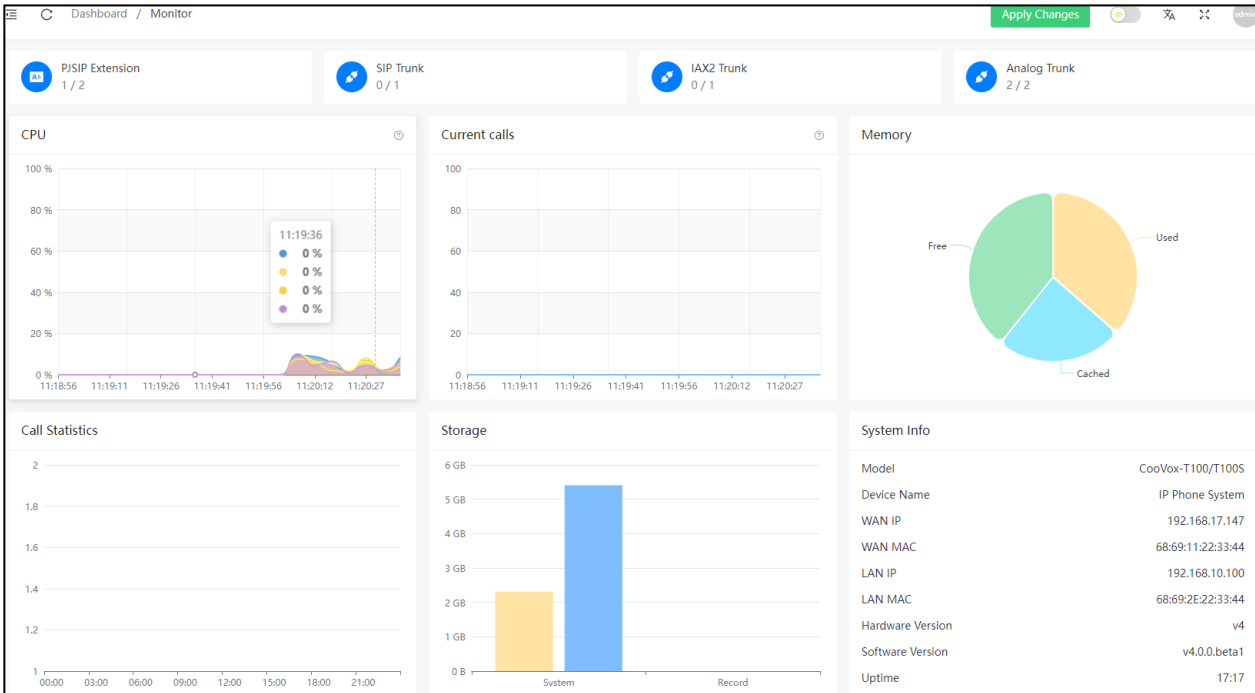 Dashboard / Monitor
Apply Changes
admin
PJSIP Extension
1 / 2
SIP Trunk
0 / 1
IAX2 Trunk
0 / 1
Analog Trunk
2 / 2
CPU
100 %
80 %
60 %
40 %
20 %
0 %
11:18:56 11:19:11 11:19:26 11:19:41 11:19:56 11:20:12 11:20:27
11:19:36
0 %
0 %
0 %
0 %
Current calls
100
80
60
40
20
0
11:18:56 11:19:11 11:19:26 11:19:41 11:19:56 11:20:12 11:20:27
Memory
Free
Used
Cached
Call Statistics
2
1.8
1.6
1.4
1.2
1
00:00 03:00 06:00 09:00 12:00 15:00 18:00 21:00
Storage
6 GB
5 GB
4 GB
3 GB
2 GB
1 GB
0 B
System Record
System Info
Model CooVox-T100/T100S
Device Name IP Phone System
WAN IP 192.168.17.147
WAN MAC 68:69:11:22:33:44
LAN IP 192.168.10.100
LAN MAC 68:69:2E:22:33:44
Hardware Version v4
Software Version v4.0.0.beta1
Uptime 17:17